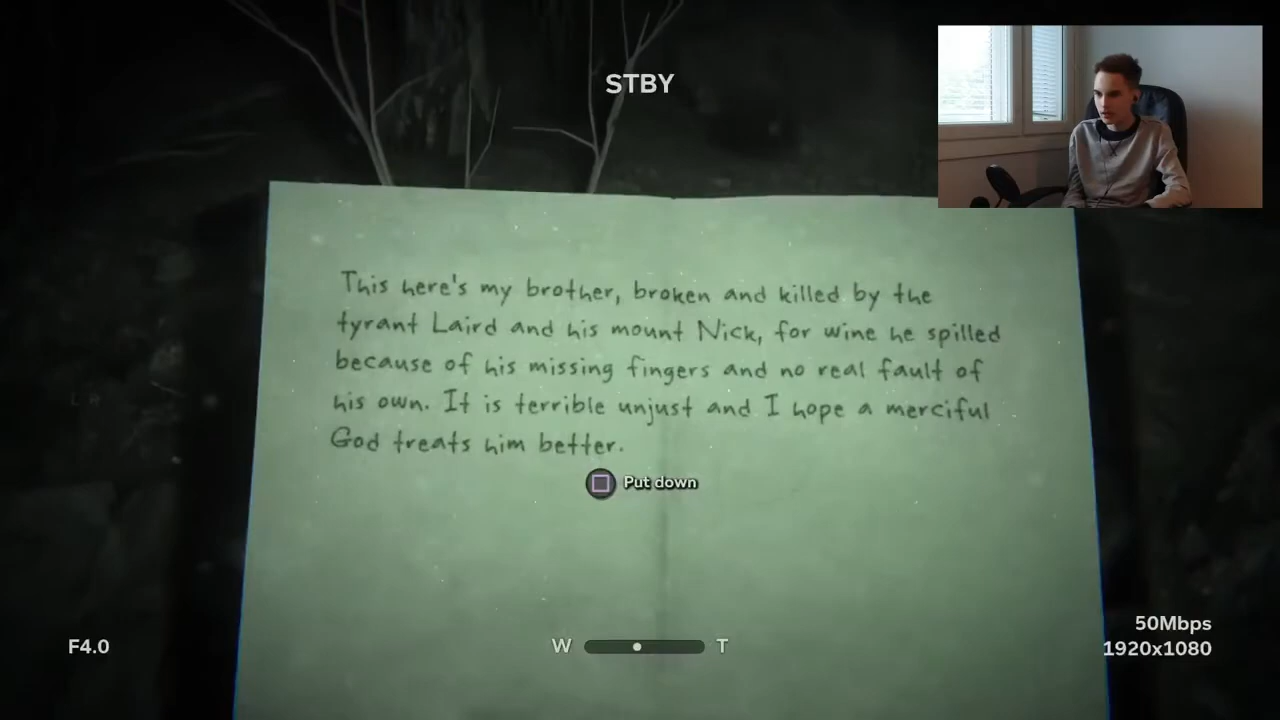 STBY
This here's my brother, broken and killed by the
tyrant Laird and his mount Nick, for wine he spilled
because of his missing fingers and no real fault of
his own. It is terrible unjust and I hope a merciful
God treats him better.
Put down
F4.0
W T
50Mbps
1920x1080